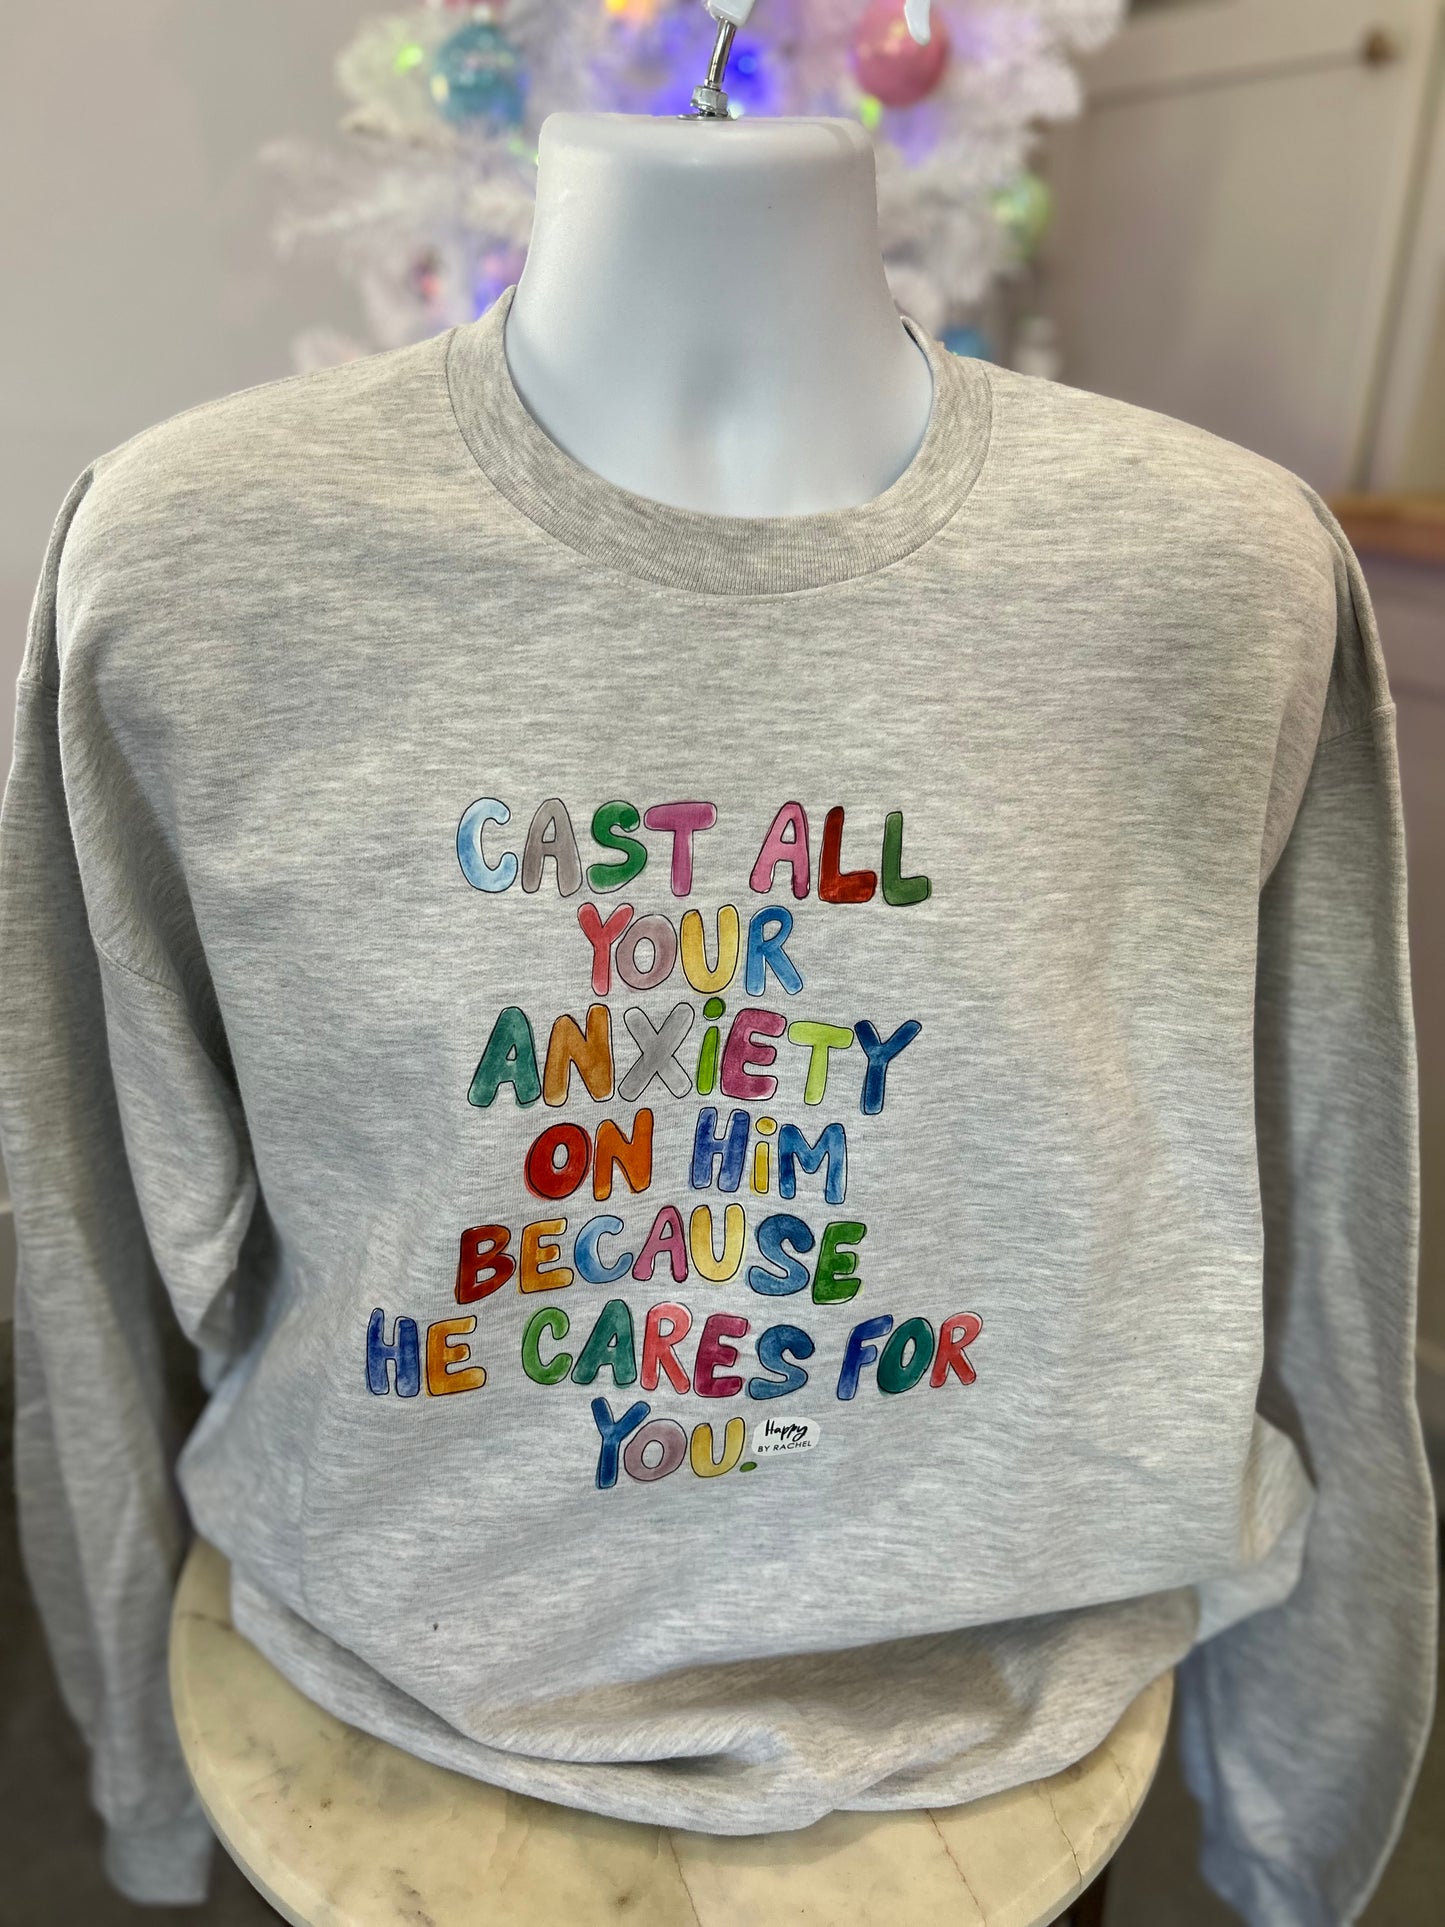 CAST ALL
YOUR
ANXiETY
ON HiM
BECAUSE
HE CARES FOR
YOU.
Happy
BY RACHEL